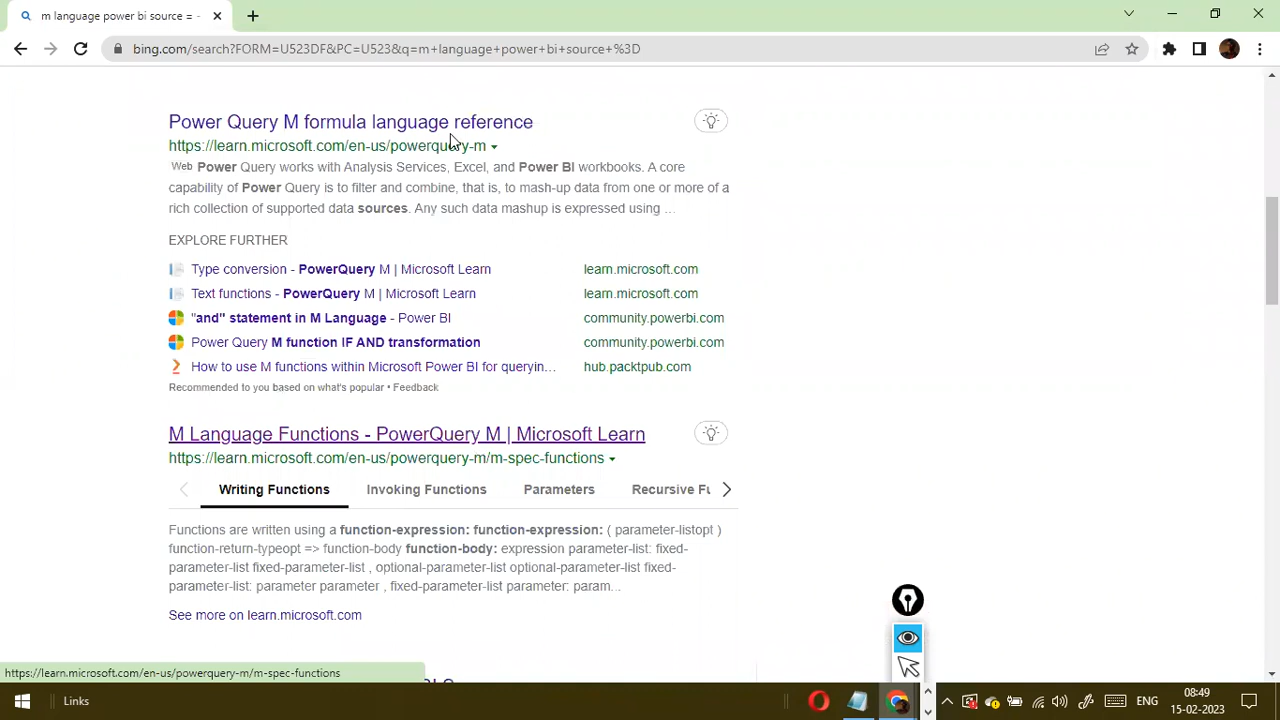 m language power bi source = -
bing.com/search?FORM=U523DF&PC=U523&q=m+language+power+bi+source+%3D
Power Query M formula language reference
https://learn.microsoft.com/en-us/powerquery-m
Web Power Query works with Analysis Services, Excel, and Power BI workbooks. A core
capability of Power Query is to filter and combine, that is, to mash-up data from one or more of a
rich collection of supported data sources. Any such data mashup is expressed using ...
EXPLORE FURTHER
Type conversion - PowerQuery M | Microsoft Learn learn.microsoft.com
Text functions - PowerQuery M | Microsoft Learn learn.microsoft.com
"and" statement in M Language - Power BI community.powerbi.com
Power Query M function IF AND transformation community.powerbi.com
How to use M functions within Microsoft Power BI for queryin... hub.packtpub.com
Recommended to you based on what's popular • Feedback
M Language Functions - PowerQuery M | Microsoft Learn
https://learn.microsoft.com/en-us/powerquery-m/m-spec-functions
Writing Functions Invoking Functions Parameters Recursive Fu
Functions are written using a function-expression: function-expression: ( parameter-listopt )
function-return-typeopt => function-body function-body: expression parameter-list: fixed-
parameter-list fixed-parameter-list , optional-parameter-list optional-parameter-list fixed-
parameter-list: parameter parameter , fixed-parameter-list parameter: param...
See more on learn.microsoft.com
https://learn.microsoft.com/en-us/powerquery-m/m-spec-functions
Links
ENG
08:49
15-02-2023